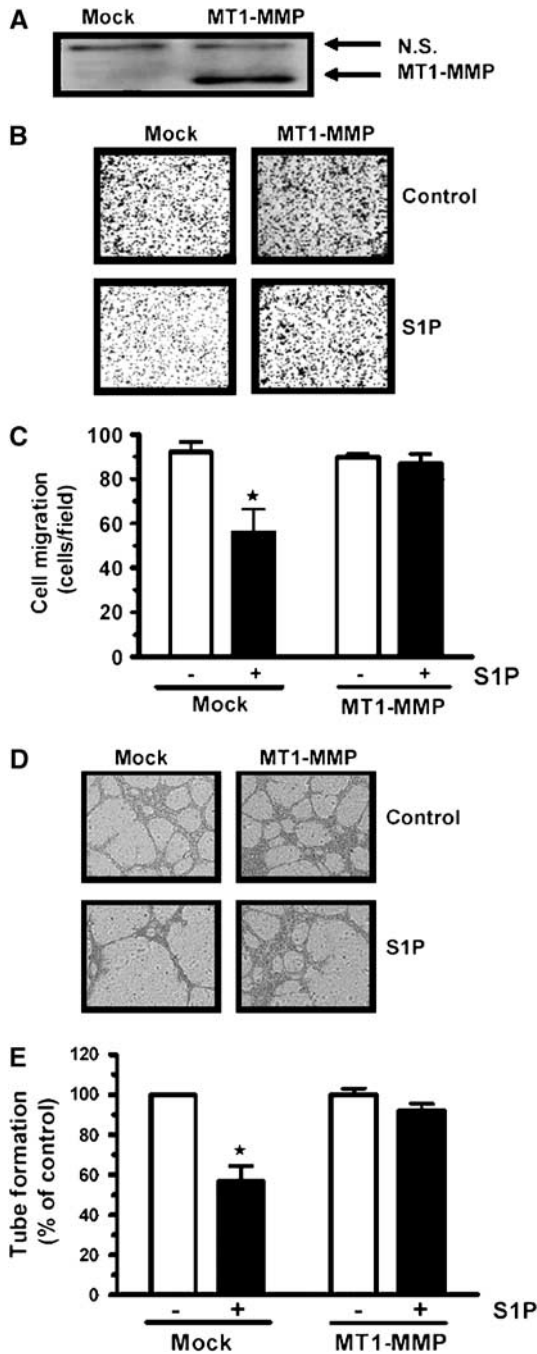 A
Mock MT1-MMP
N.S.
MT1-MMP
B
Mock MT1-MMP
Control
S1P
C
Cell migration
(cells/field)
100
80
60
40
20
0
★
- + - + S1P
Mock MT1-MMP
D
Mock MT1-MMP
Control
S1P
E
Tube formation
(% of control)
120
100
80
60
40
20
0
★
- + - + S1P
Mock MT1-MMP